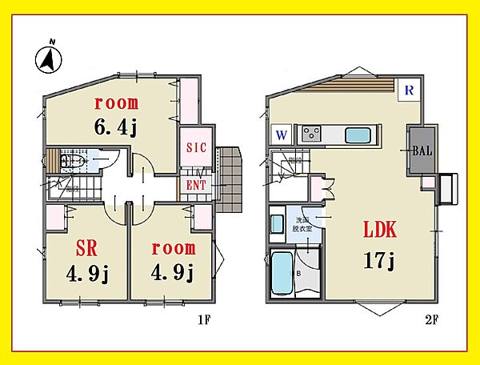 N
room
6.4j
SIC
ENT
SR
4.9j
room
4.9j
1F
R
W
BAL
洗面
脱衣室
LDK
17j
B
2F